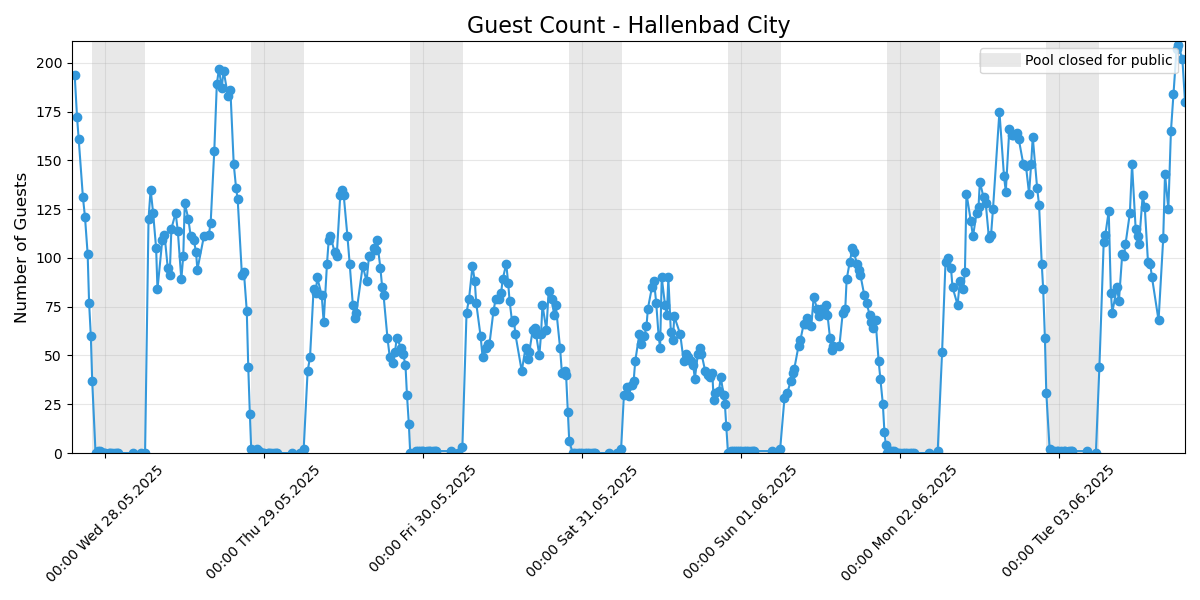 Guest Count - Hallenbad City
Pool closed for public
Number of Guests
200
175
150
125
100
75
50
25
0
00:00 Wed 28.05.2025
00:00 Thu 29.05.2025
00:00 Fri 30.05.2025
00:00 Sat 31.05.2025
00:00 Sun 01.06.2025
00:00 Mon 02.06.2025
00:00 Tue 03.06.2025